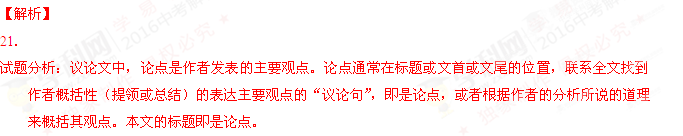 【解析】
21.
试题分析：议论文中，论点是作者发表的主要观点。论点通常在标题或文首或文尾的位置，联系全文找到
作者概括性（提领或总结）的表达主要观点的“议论句”，即是论点，或者根据作者的分析所说的道理
来概括其观点。本文的标题即是论点。